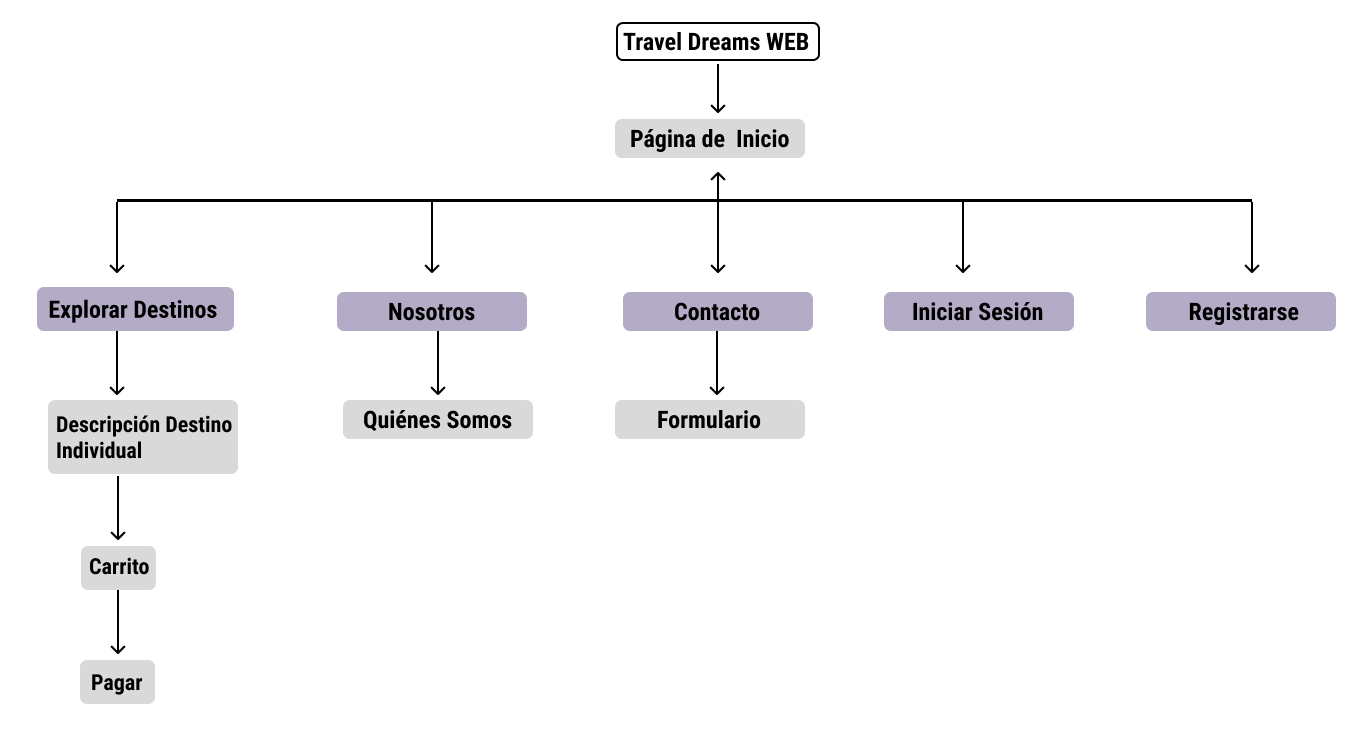 Travel Dreams WEB
Página de Inicio
Explorar Destinos
Nosotros
Contacto
Iniciar Sesión
Registrarse
Descripción Destino
Individual
Quiénes Somos
Formulario
Carrito
Pagar